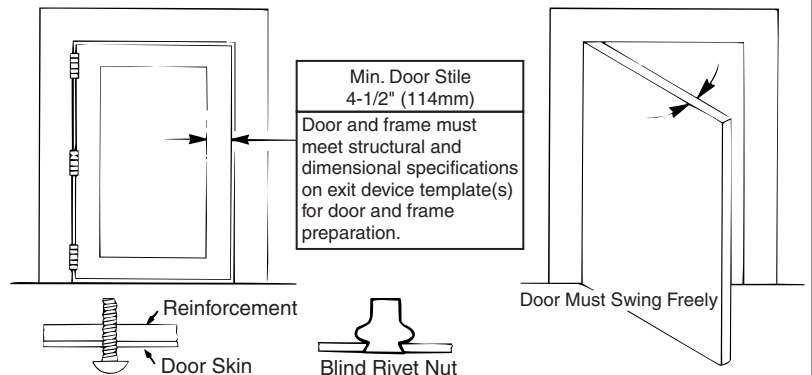 Min. Door Stile
4-1/2" (114mm)
Door and frame must
meet structural and
dimensional specifications
on exit device template(s)
for door and frame
preparation.
Door Must Swing Freely
Reinforcement
Door Skin
Blind Rivet Nut